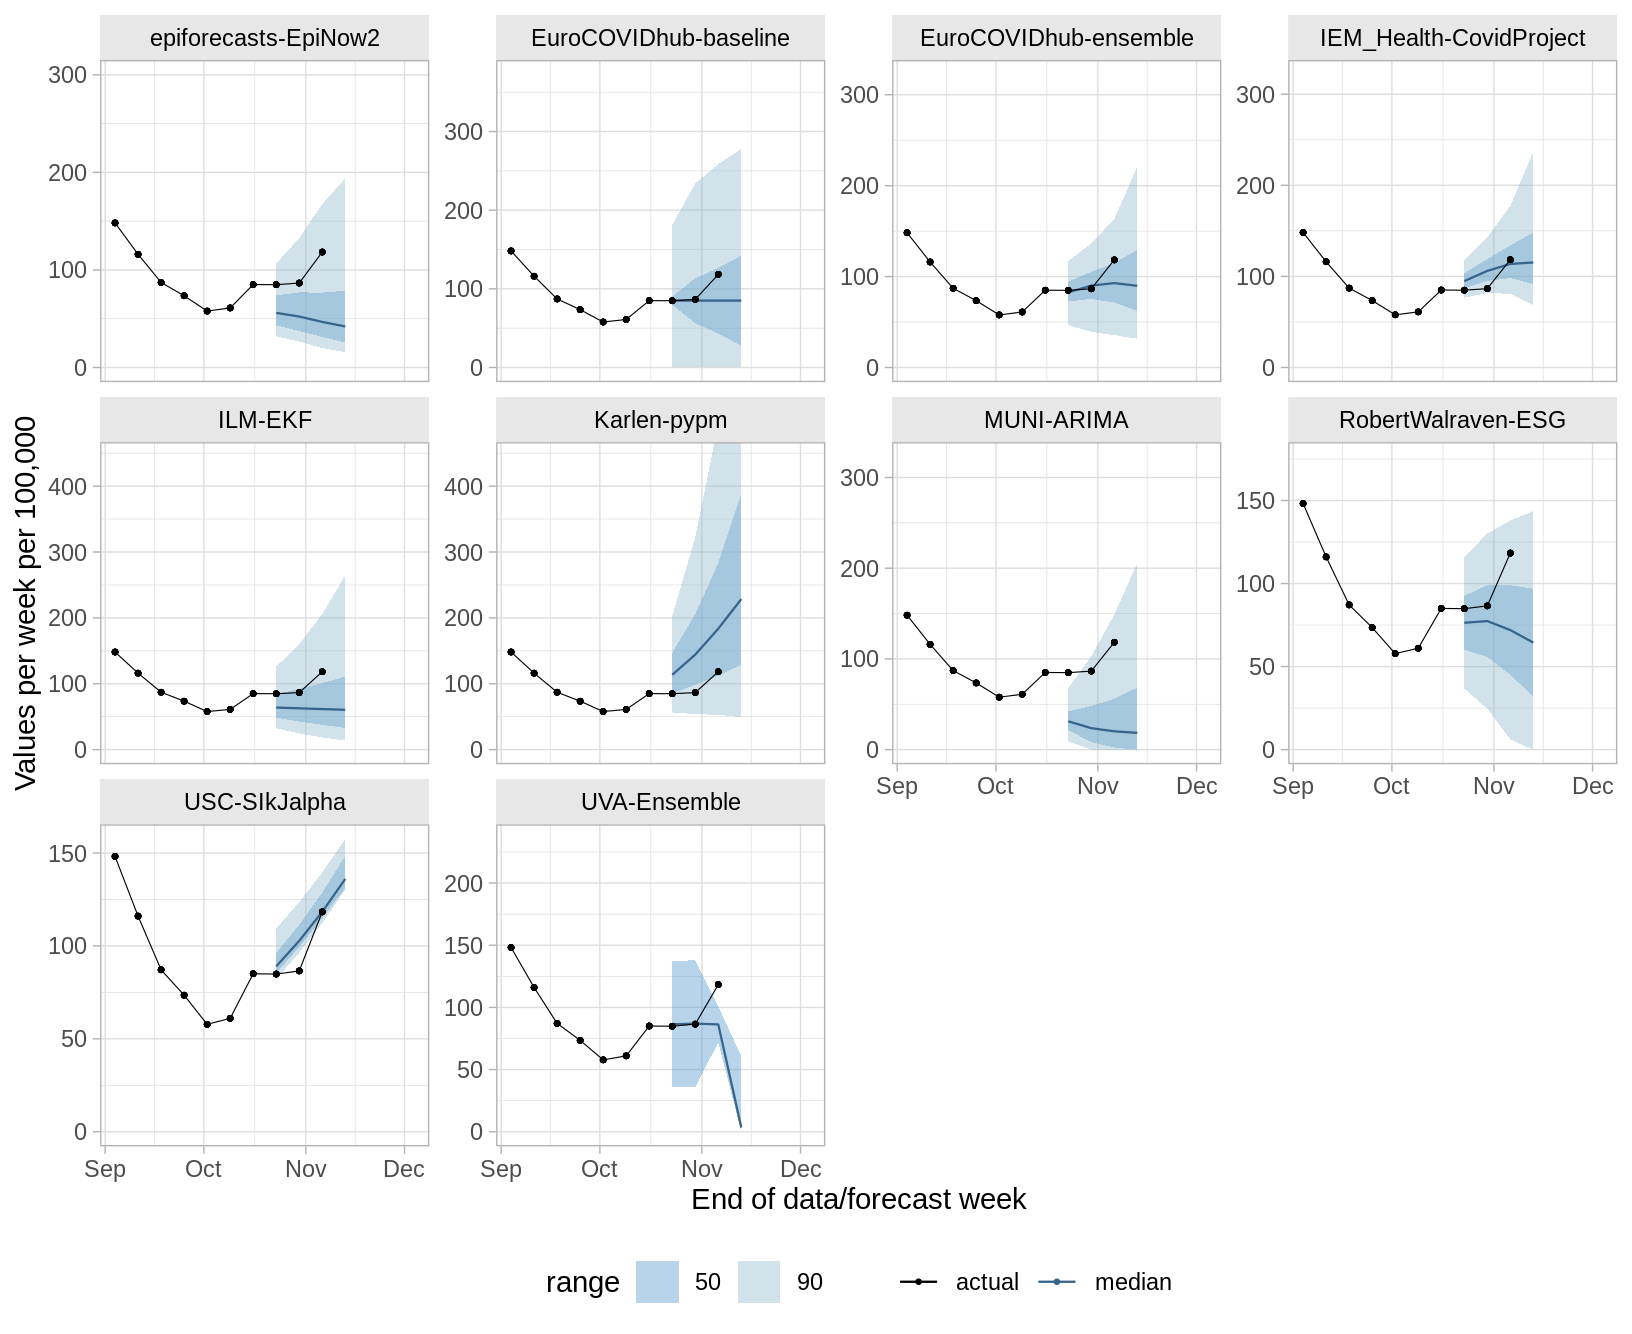 epiforecasts-EpiNow2
EuroCOVIDhub-baseline
EuroCOVIDhub-ensemble
IEM_Health-CovidProject
300
200
100
0
300
200
100
0
300
200
100
0
300
200
100
0
Values per week per 100,000
ILM-EKF
Karlen-pypm
MUNI-ARIMA
RobertWalraven-ESG
400
300
200
100
0
400
300
200
100
0
300
200
100
0
150
100
50
0
Sep Oct Nov Dec
Sep Oct Nov Dec
USC-SIkJalpha
UVA-Ensemble
150
100
50
0
200
150
100
50
0
Sep Oct Nov Dec
Sep Oct Nov Dec
End of data/forecast week
range 50 90 actual median